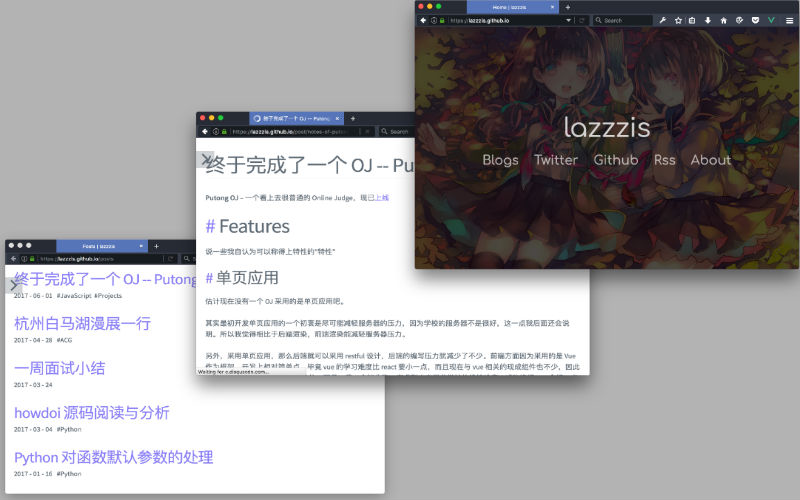 Home | lazzzis
https://lazzzis.github.io
Search
lazzzis
Blogs
Twitter
Github
Rss
About
终于完成了一个 OJ -- Putong
https://lazzzis.github.io/post/notes-of-putong
Search
终于完成了一个 OJ -- Pu
Putong OJ – 一个看上去很普通的 Online Judge，现已上线
# Features
说一些我自认为可以称得上特性的"特性"
# 单页应用
估计现在没有一个 OJ 采用的是单页应用吧。
其实最初开发单页应用的一个初衷是尽可能减轻服务器的压力，因为学校的服务器不是很好。这一点我后面还会说
明。所以我觉得相比于后端渲染，前端渲染能减轻服务器压力。
另外，采用单页应用，那么后端就可以采用 restful 设计，后端的编写压力就减少了不少。前端方面因为采用的是 Vue
作为框架，开发上相对简单点，毕竟 vue 的学习难度比 react 要小一点，而且现在与 vue 相关的现成组件也不少，因此
Waiting for c.disquscdn.com...
Posts | lazzzis
https://lazzzis.github.io/posts
终于完成了一个 OJ -- Putong
2017 - 06 - 01 #JavaScript #Projects
杭州白马湖漫展一行
2017 - 04 - 28 #ACG
一周面试小结
2017 - 03 - 24
howdoi 源码阅读与分析
2017 - 03 - 04 #Python
Python 对函数默认参数的处理
2017 - 01 - 16 #Python